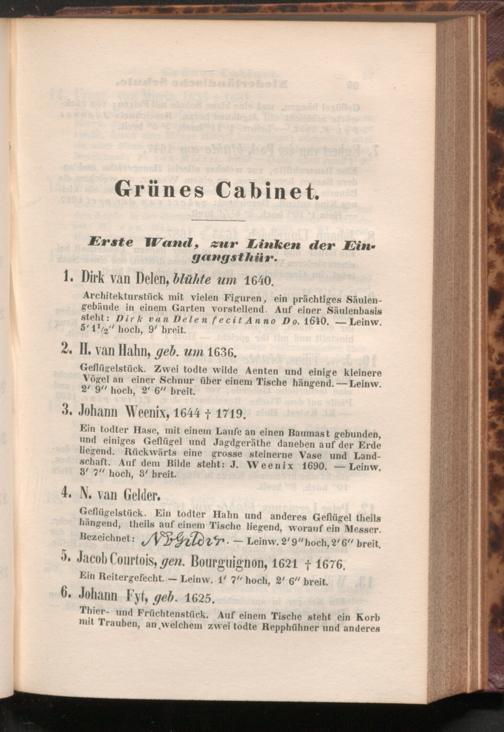 Grünes Cabinet.
Erste Wand, zur Linken der Ein-
gangsthür.
1. Dirk van Delen, blühte um 1640.
Architekturstück mit vielen Figuren, ein prächtiges Säulen-
gebäude in einem Garten vorstellend. Auf einer Säulenbasis
steht: Dirk van Delen fecit Anno Do. 1640. — Leinw.
5' 1½" hoch, 9' breit.
2. H. van Hahn, geb. um 1636.
Geflügelstück. Zwei todte wilde Aenten und einige kleinere
Vögel an einer Schnur über einem Tische hängend. — Leinw.
2' 9" hoch, 2' 6" breit.
3. Johann Weenix, 1644 † 1719.
Ein todter Hase, mit einem Laufe an einen Baumast gebunden,
und einiges Geflügel und Jagdgeräthe daneben auf der Erde
liegend. Rückwärts eine grosse steinerne Vase und Land-
schaft. Auf dem Bilde steht: J. Weenix 1690. — Leinw.
3' 7" hoch, 3' breit.
4. N. van Gelder.
Geflügelstück. Ein todter Hahn und anderes Geflügel theils
hängend, theils auf einem Tische liegend, worauf ein Messer.
Bezeichnet: — Leinw. 2' 9" hoch, 2' 6" breit.
5. Jacob Courtois, gen. Bourguignon, 1621 † 1676.
Ein Reitergefecht. — Leinw. 1' 7" hoch, 2' 6" breit.
6. Johann Fyt, geb. 1625.
Thier- und Früchtenstück. Auf einem Tische steht ein Korb
mit Trauben, an welchem zwei todte Repphühner und anderes